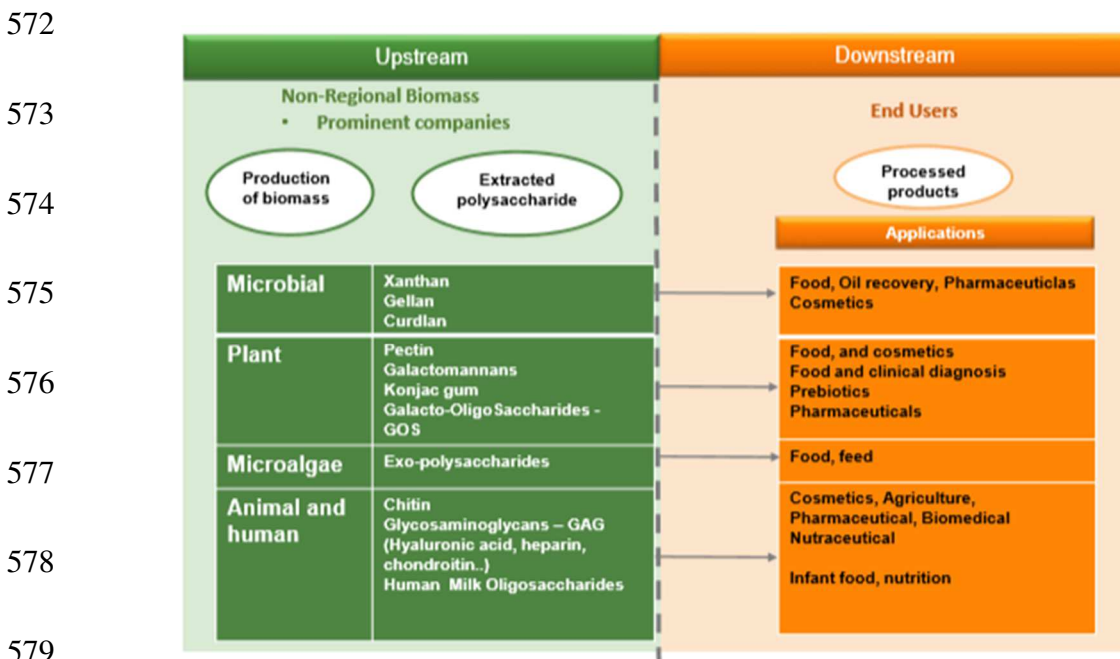 572
Upstream
Downstream
573
Non-Regional Biomass
• Prominent companies
End Users
574
Production
of biomass
Extracted
polysaccharide
Processed
products
Applications
575
Microbial
Xanthan
Gellan
Curdlan
Food, Oil recovery, Pharmaceuticlas
Cosmetics
576
Plant
Pectin
Galactomannans
Konjac gum
Galacto-OligoSaccharides -
GOS
Food, and cosmetics
Food and clinical diagnosis
Prebiotics
Pharmaceuticals
577
Microalgae
Exo-polysaccharides
Food, feed
578
Animal and
human
Chitin
Glycosaminoglycans – GAG
(Hyaluronic acid, heparin,
chondroitin..)
Human Milk Oligosaccharides
Cosmetics, Agriculture,
Pharmaceutical, Biomedical
Nutraceutical
Infant food, nutrition
579